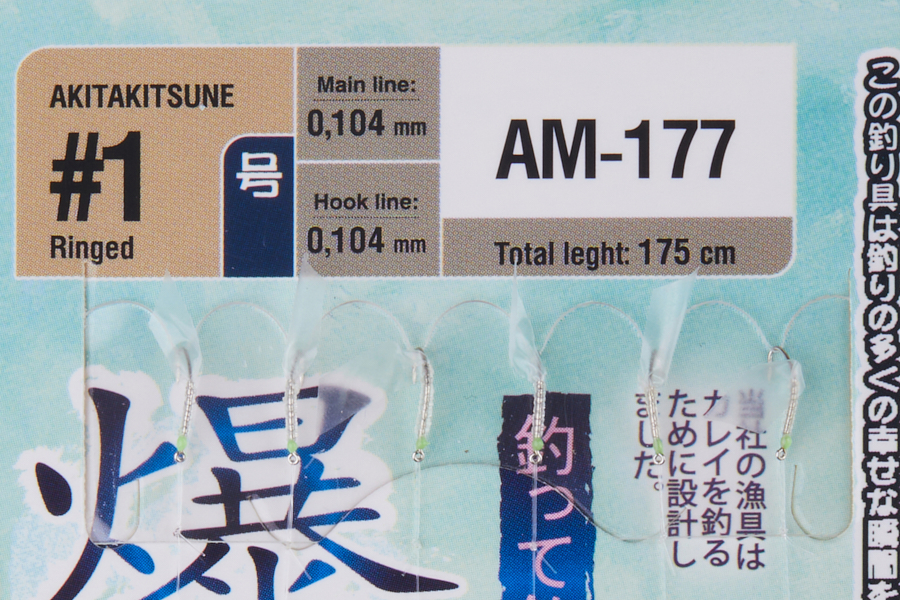 AKITAKITSUNE
#1
Ringed
号
Main line:
0,104 mm
Hook line:
0,104 mm
AM-177
Total leght: 175 cm
この釣り具は釣りの多くの幸せな瞬間を
爆
釣って
当社の漁具は
カレイを釣る
ために設計し
ました。